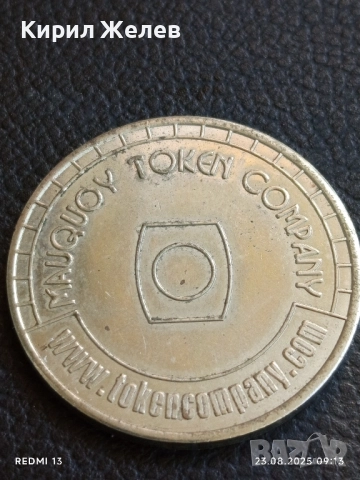 Кирил Желев
MAUQUOY TOKEN COMPANY
www.tokencompany.com
REDMI 13
23.08.2025 09:13